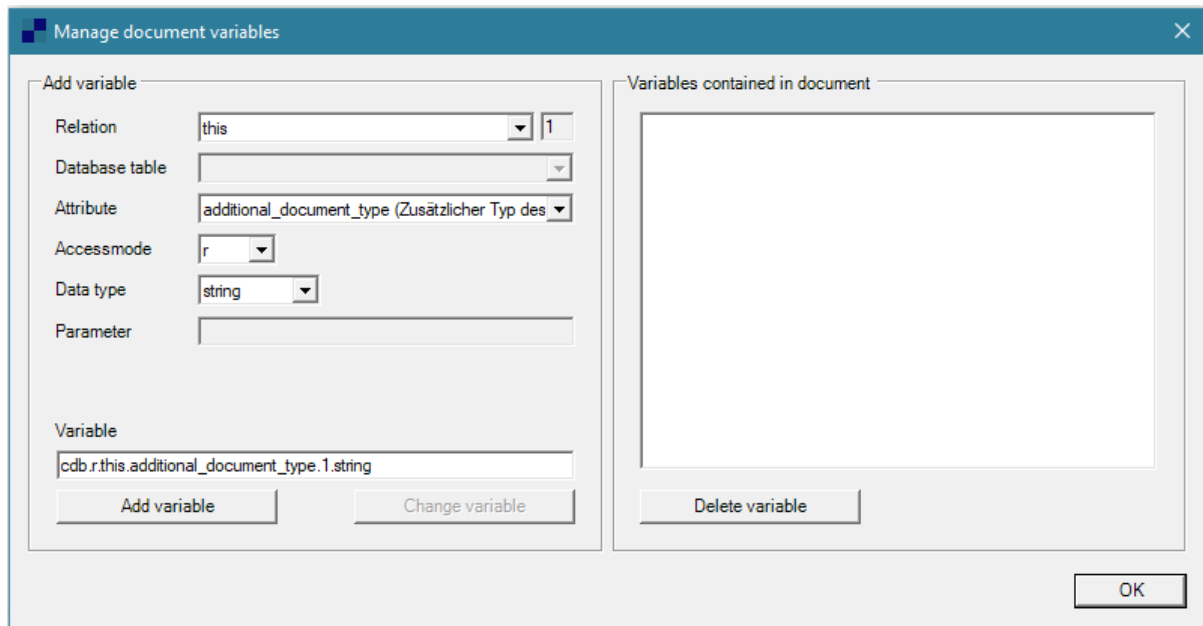 Manage document variables
Add variable
Relation
this
1
Database table
Attribute
additional_document_type (Zusätzlicher Typ des
Accessmode
r
Data type
string
Parameter
Variable
cdb.r.this.additional_document_type.1.string
Add variable
Change variable
Variables contained in document
Delete variable
OK